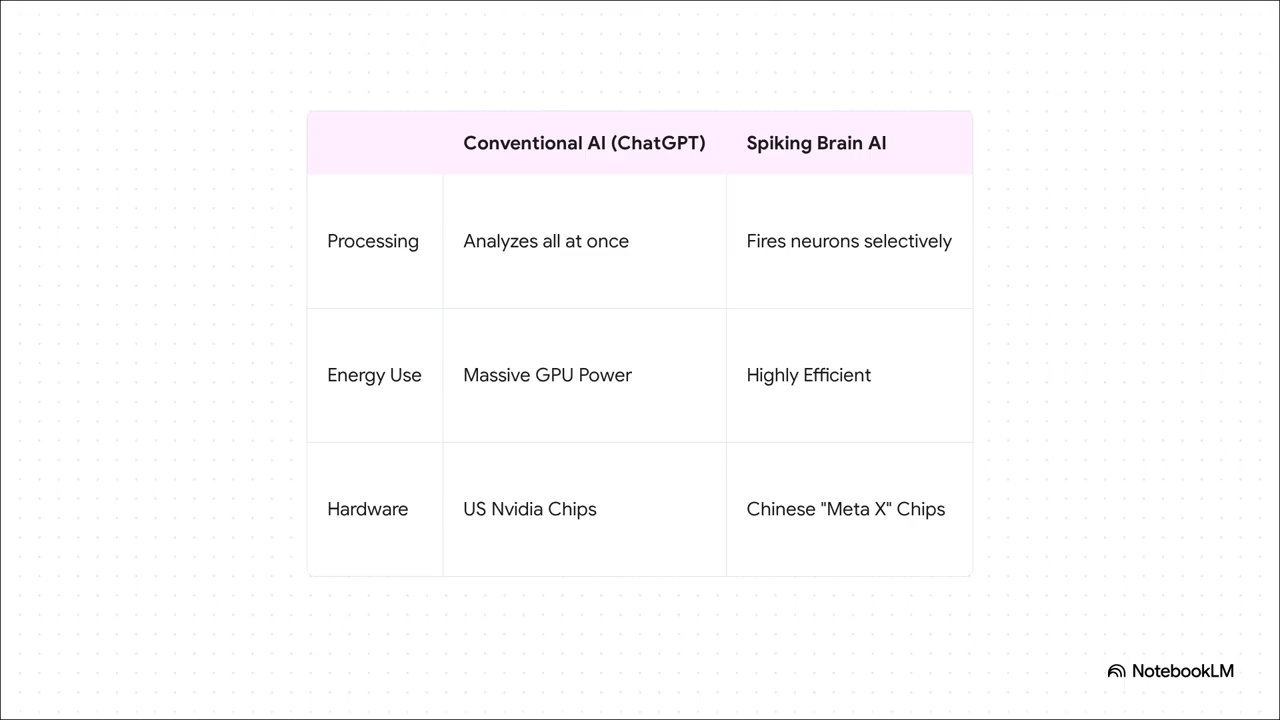 Conventional AI (ChatGPT) Spiking Brain AI
Processing Analyzes all at once Fires neurons selectively
Energy Use Massive GPU Power Highly Efficient
Hardware US Nvidia Chips Chinese "Meta X" Chips
NotebookLM